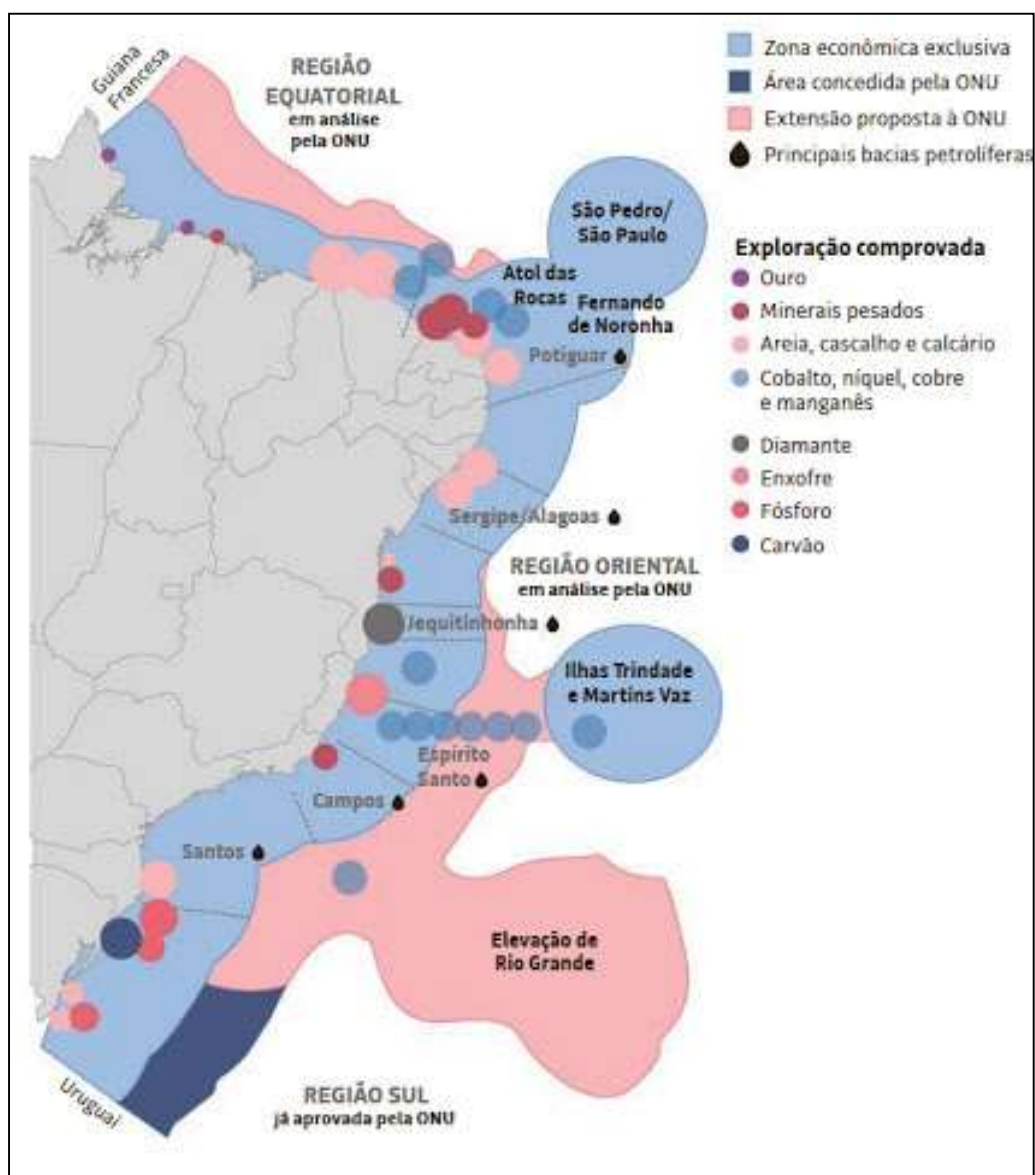 Guiana
Francesa
REGIÃO
EQUATORIAL
em análise
pela ONU
Zona econômica exclusiva
Área concedida pela ONU
Extensão proposta à ONU
Principais bacias petrolíferas
São Pedro/
São Paulo
Atol das
Rocas
Fernando
de Noronha
Potiguar
Exploração comprovada
Ouro
Minerais pesados
Areia, cascalho e calcário
Cobalto, níquel, cobre
e manganês
Diamante
Enxofre
Fósforo
Carvão
Sergipe/Alagoas
REGIÃO ORIENTAL
em análise pela ONU
Jequitinhonha
Ilhas Trindade
e Martins Vaz
Espírito
Santo
Campos
Santos
Elevação de
Rio Grande
Uruguai
REGIÃO SUL
já aprovada pela ONU